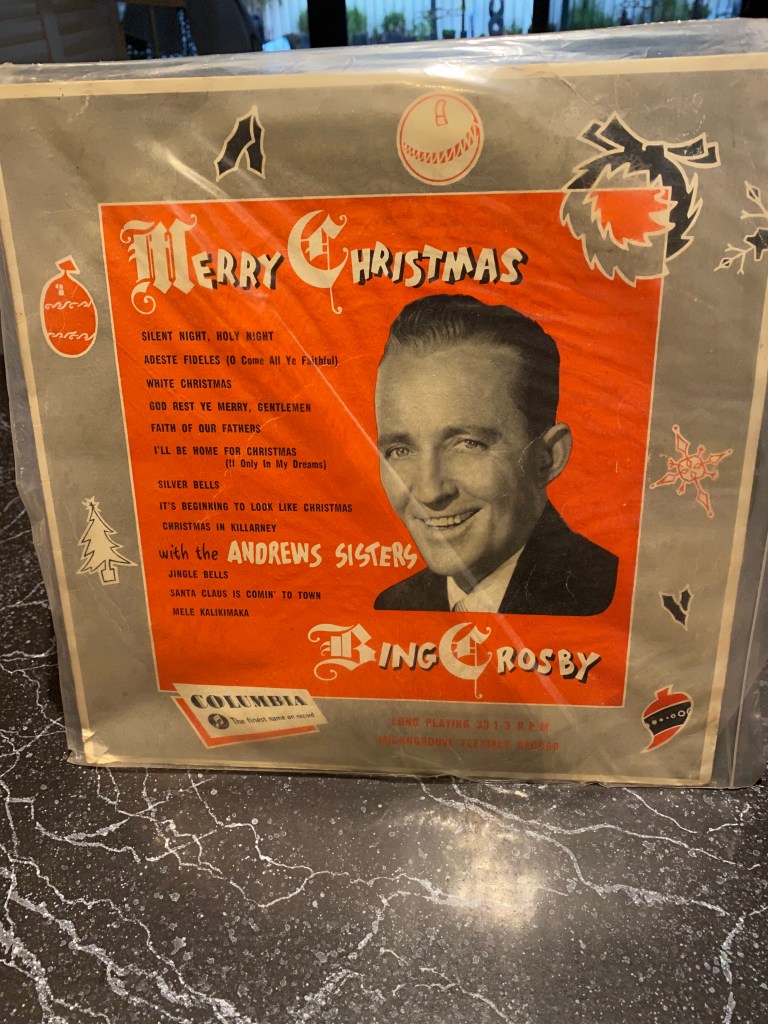 Merry Christmas
SILENT NIGHT, HOLY NIGHT
ADESTE FIDELES (O Come All Ye Faithful)
WHITE CHRISTMAS
GOD REST YE MERRY, GENTLEMEN
FAITH OF OUR FATHERS
I'LL BE HOME FOR CHRISTMAS
(If Only In My Dreams)
SILVER BELLS
IT'S BEGINNING TO LOOK LIKE CHRISTMAS
CHRISTMAS IN KILLARNEY
with the ANDREWS SISTERS
JINGLE BELLS
SANTA CLAUS IS COMIN' TO TOWN
MELE KALIKIMAKA
BING CROSBY
COLUMBIA
The finest name on record
LONG PLAYING 33 1/3 R.P.M.
MICROGROOVE FLEXIBLE RECORD